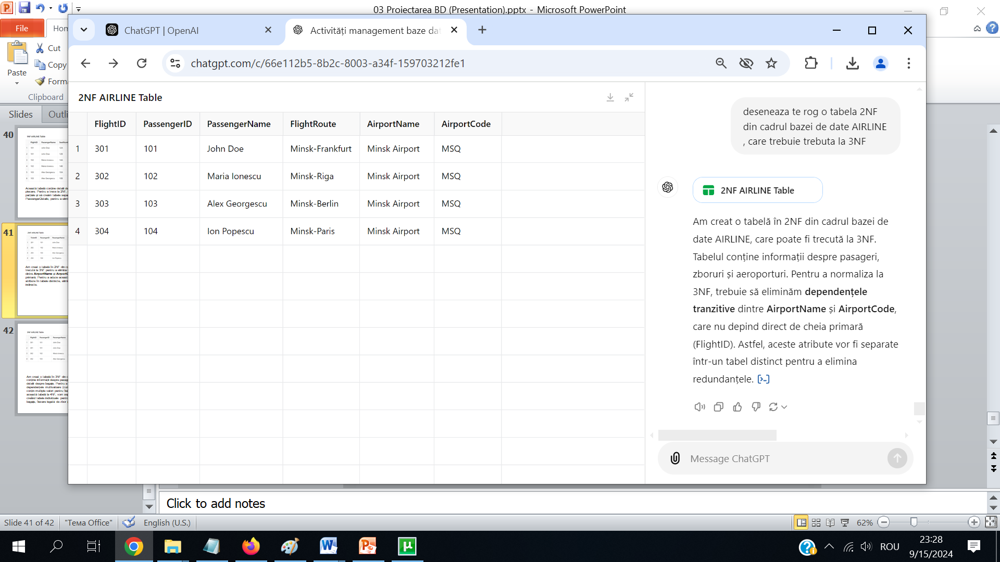 03 Proiectarea BD (Presentation).pptx - Microsoft PowerPoint
File
Paste
Cut
Copy
Clipboard
Slides
40
2NF AIRLINE Table
41
2NF AIRLINE Table
42
3NF AIRLINE Table
ChatGPT | OpenAI
Activități management baze
chatgpt.com/c/66e112b5-8b2c-8003-a34f-159703212fe1
2NF AIRLINE Table
FlightID PassengerID PassengerName FlightRoute AirportName AirportCode
1 301 101 John Doe Minsk-Frankfurt Minsk Airport MSQ
2 302 102 Maria Ionescu Minsk-Riga Minsk Airport MSQ
3 303 103 Alex Georgescu Minsk-Berlin Minsk Airport MSQ
4 304 104 Ion Popescu Minsk-Paris Minsk Airport MSQ
deseneaza te rog o tabela 2NF
din cadrul bazei de date AIRLINE
, care trebuie trebuta la 3NF
2NF AIRLINE Table
Am creat o tabelă în 2NF din cadrul bazei de
date AIRLINE, care poate fi trecută la 3NF.
Tabelul conține informații despre pasageri,
zboruri și aeroporturi. Pentru a normaliza la
3NF, trebuie să eliminăm dependențele
tranzitive dintre AirportName și AirportCode,
care nu depind direct de cheia primară
(FlightID). Astfel, aceste atribute vor fi separate
într-un tabel distinct pentru a elimina
redundanțele.
Message ChatGPT
Click to add notes
Slide 41 of 42
"Тема Office"
English (U.S.)
62%
ROU
23:28
9/15/2024